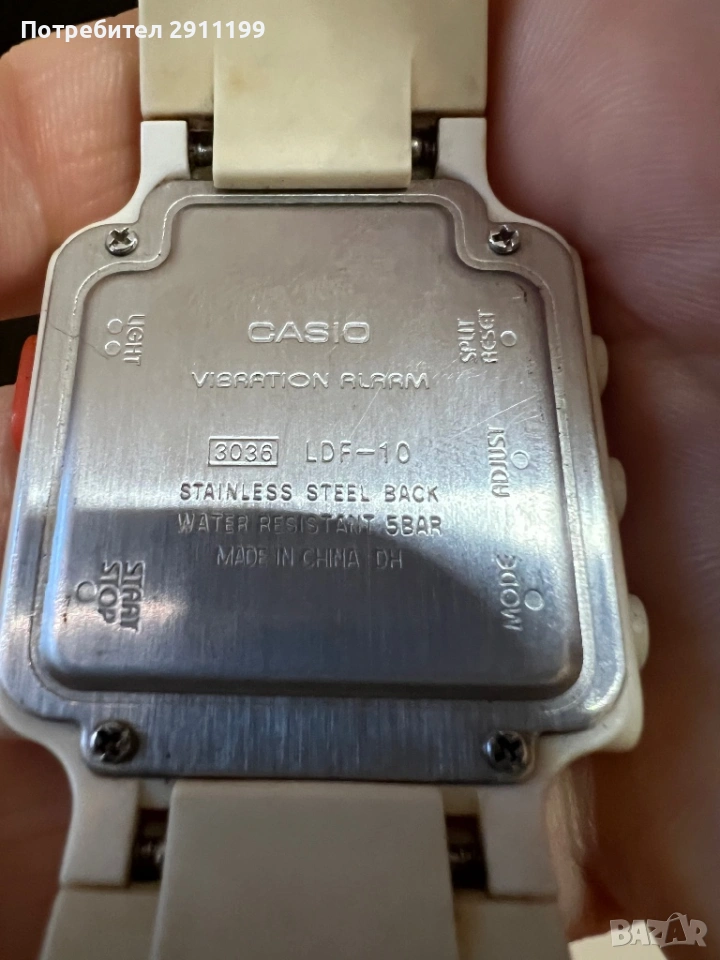 Потребител 2911199
LIGHT
CASIO
SPLIT
RESET
VIBRATION ALARM
3036 LDF-10
ADJUST
STAINLESS STEEL BACK
WATER RESISTANT 5BAR
MADE IN CHINA DH
START
STOP
MODE
BAZAR